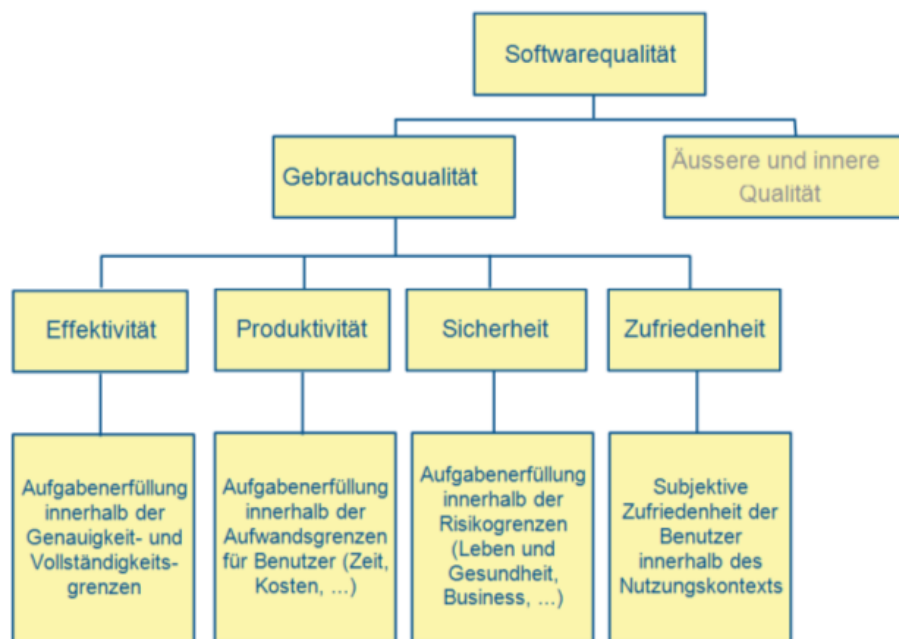 Softwarequalität
Gebrauchsqualität
Äussere und innere
Qualität
Effektivität
Produktivität
Sicherheit
Zufriedenheit
Aufgabenerfüllung
innerhalb der
Genauigkeit- und
Vollständigkeits-
grenzen
Aufgabenerfüllung
innerhalb der
Aufwandsgrenzen
für Benutzer (Zeit,
Kosten, ...)
Aufgabenerfüllung
innerhalb der
Risikogrenzen
(Leben und
Gesundheit,
Business, ...)
Subjektive
Zufriedenheit der
Benutzer
innerhalb des
Nutzungskontexts